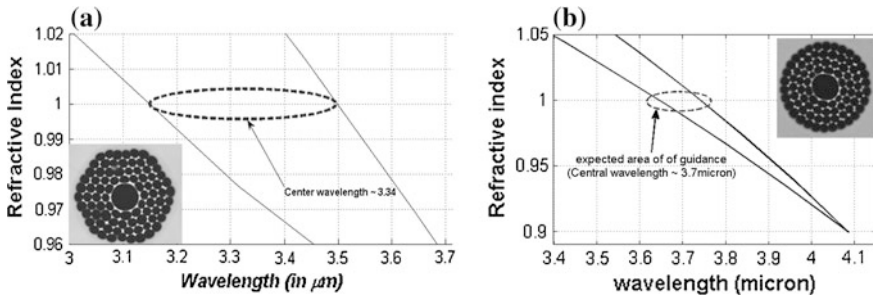 (a)
1.02
1.01
1
0.99
0.98
0.97
0.96
Refractive Index
Center wavelength ~ 3.34
3 3.1 3.2 3.3 3.4 3.5 3.6 3.7
Wavelength (in μm)
(b)
1.05
1
0.95
0.9
Refractive index
expected area of of guidance
(Central wavelength ~ 3.7micron)
3.4 3.5 3.6 3.7 3.8 3.9 4 4.1
wavelength (micron)